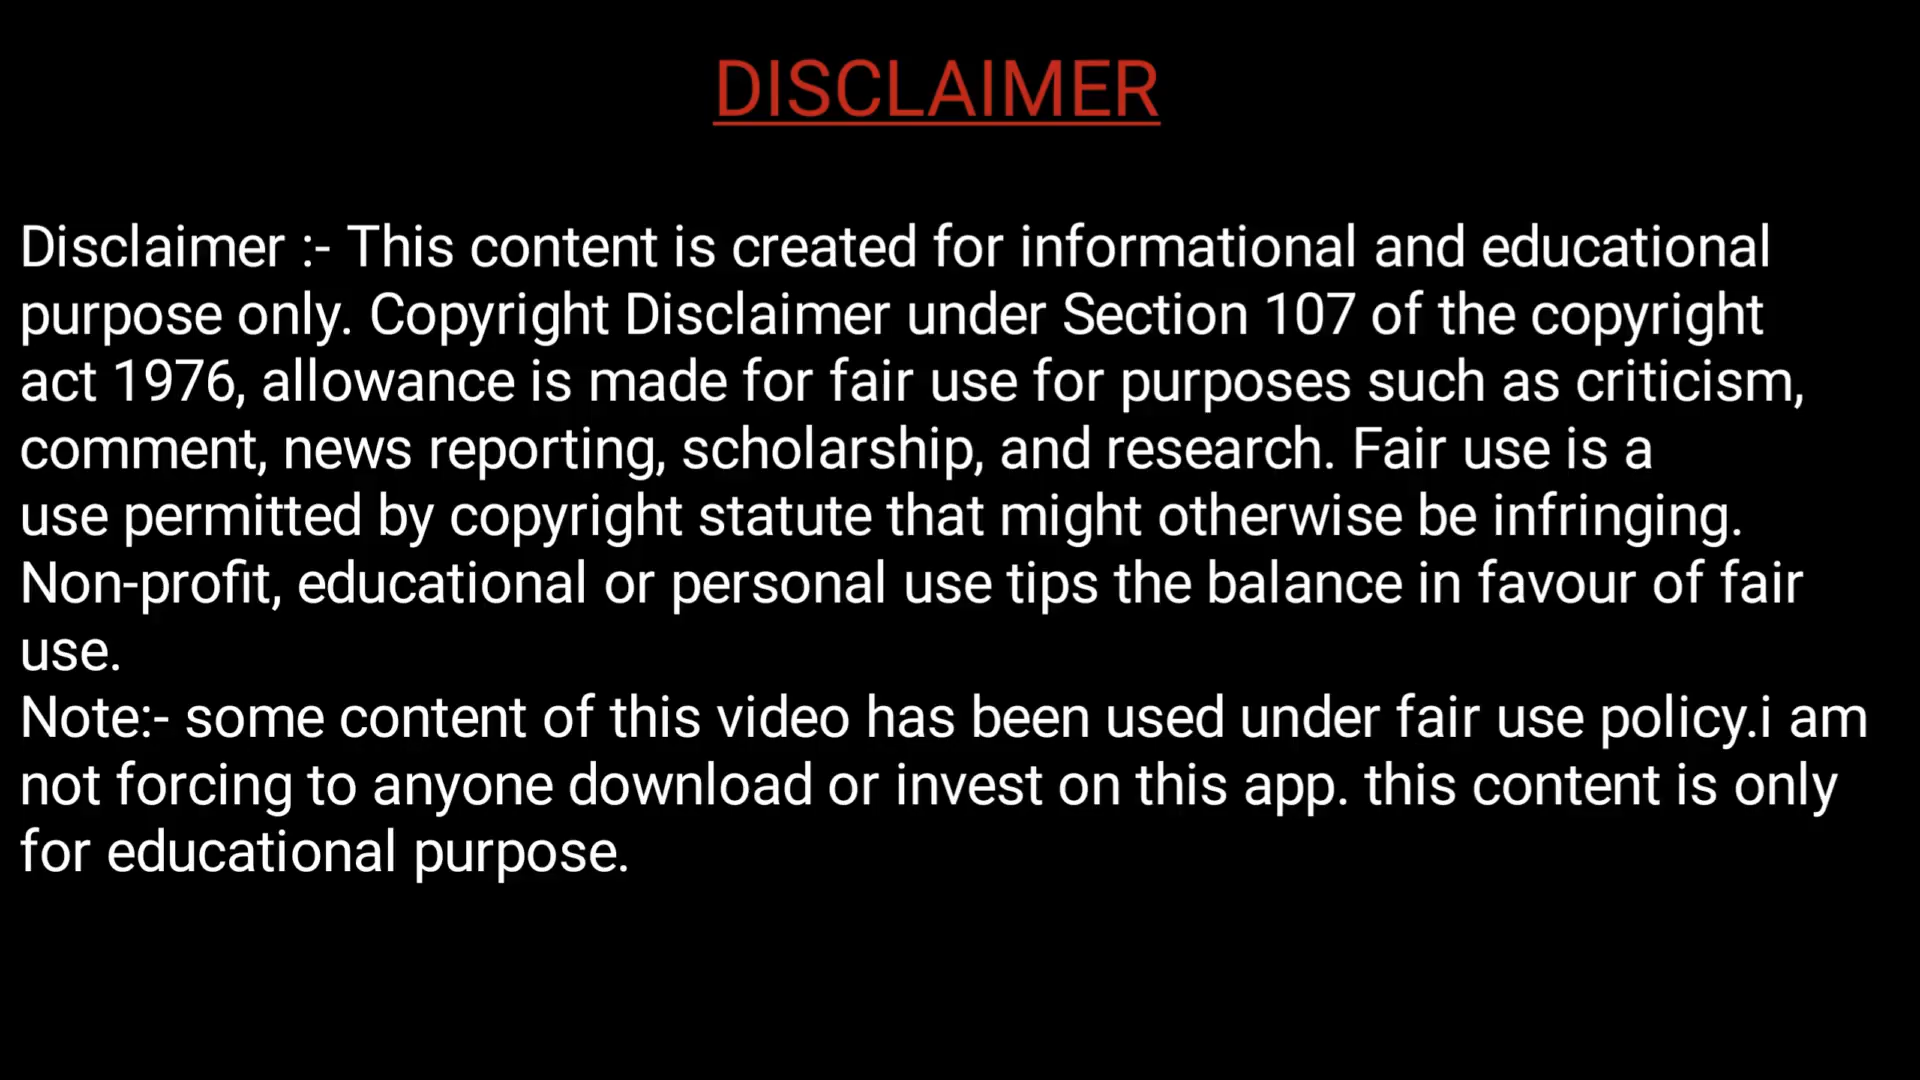 DISCLAIMER
Disclaimer :- This content is created for informational and educational
purpose only. Copyright Disclaimer under Section 107 of the copyright
act 1976, allowance is made for fair use for purposes such as criticism,
comment, news reporting, scholarship, and research. Fair use is a
use permitted by copyright statute that might otherwise be infringing.
Non-profit, educational or personal use tips the balance in favour of fair
use.
Note:- some content of this video has been used under fair use policy.i am
not forcing to anyone download or invest on this app. this content is only
for educational purpose.